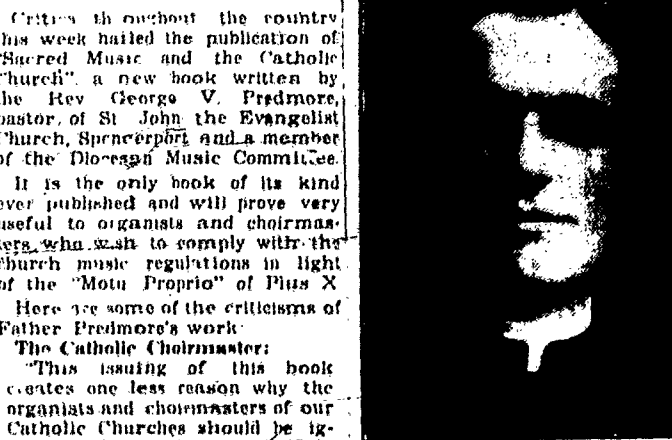 Critics throughout the country
his week hailed the publication of
"Sacred Music and the Catholic
Church", a new book written by
the Rev George V. Predmore,
pastor, of St John the Evangelist
Church, Spencerport and a member
of the Diocesan Music Committee.
It is the only book of its kind
ever published and will prove very
useful to organists and choirmas-
ters who wish to comply with the
church music regulations in light
of the "Motu Proprio" of Pius X
Here are some of the criticisms of
Father Predmore's work
The Catholic Choirmaster:
"This issuing of this book
creates one less reason why the
organists and choirmasters of our
Catholic Churches should be ig-